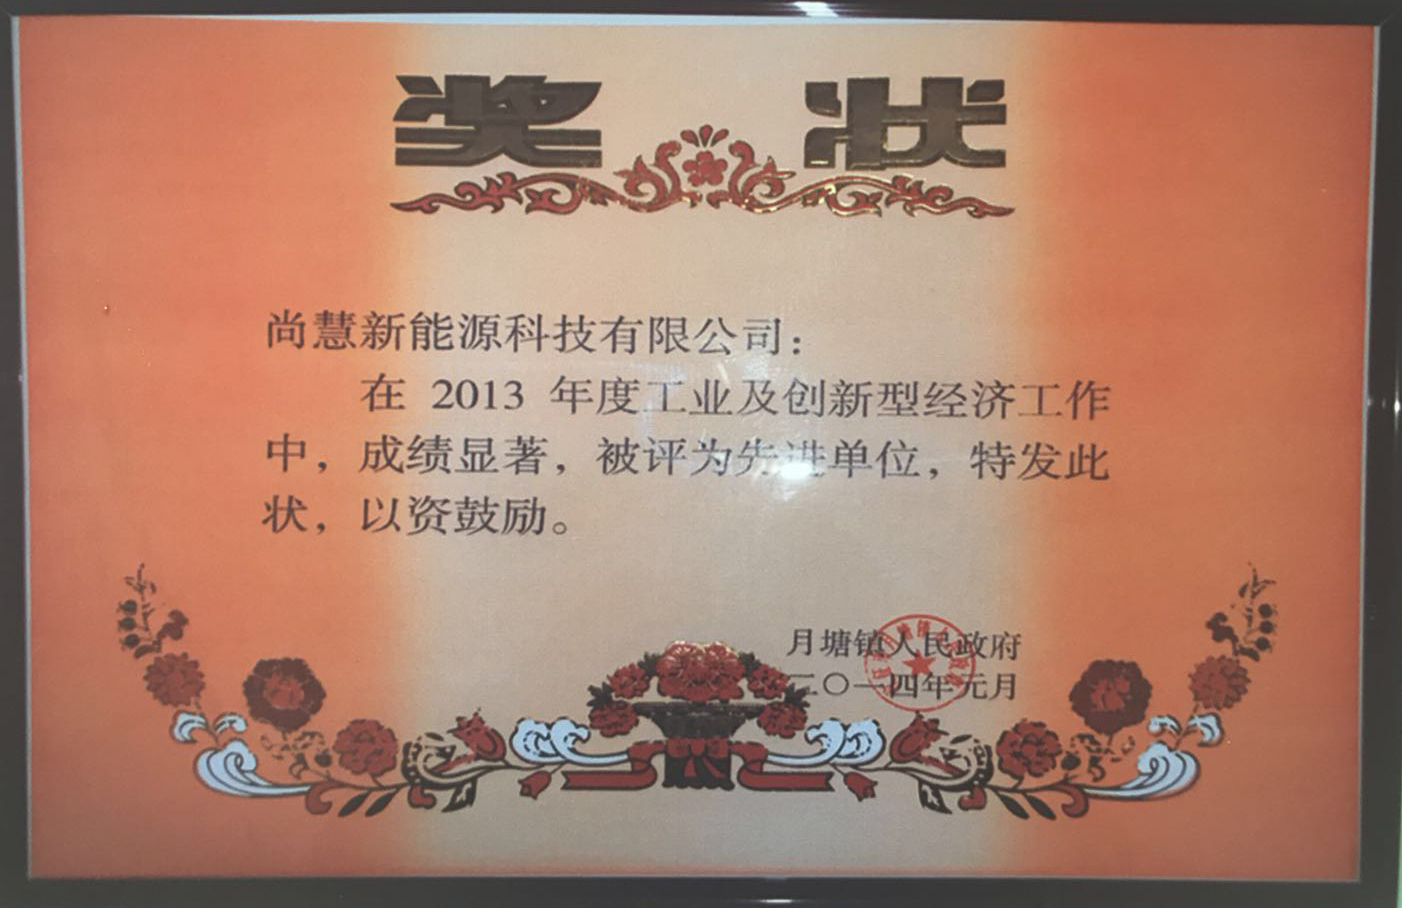 奖状
尚慧新能源科技有限公司：
在 2013 年度工业及创新型经济工作
中，成绩显著，被评为先进单位，特发此
状，以资鼓励。
月塘镇人民政府
二〇一四年元月